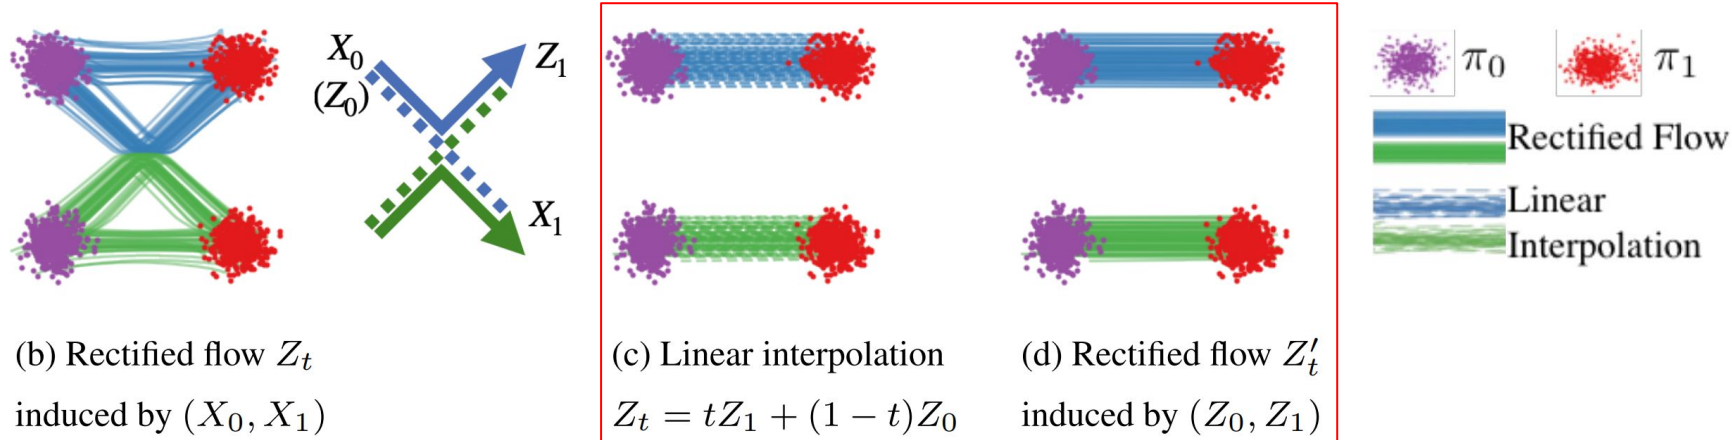 X₀
(Z₀)
Z₁
X₁
π₀
π₁
Rectified Flow
Linear
Interpolation
(b) Rectified flow Zₜ
induced by (X₀, X₁)
(c) Linear interpolation
Zₜ = tZ₁ + (1 − t)Z₀
(d) Rectified flow Z′ₜ
induced by (Z₀, Z₁)